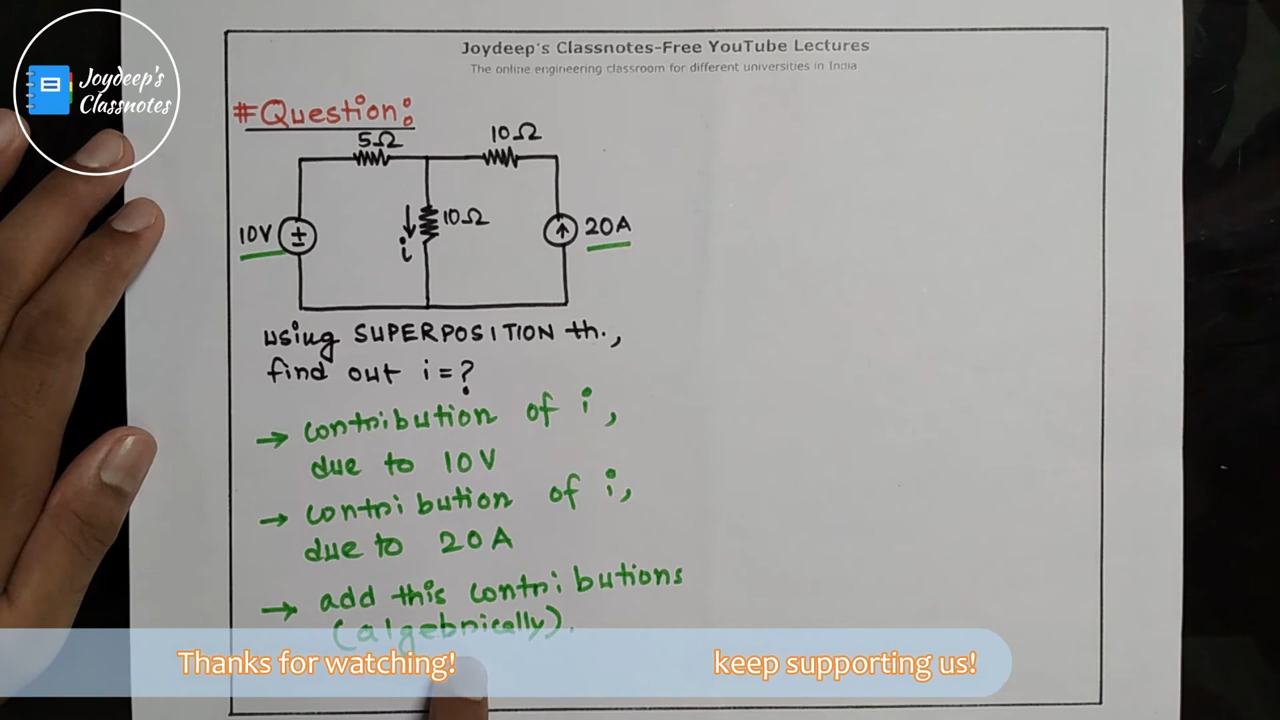 Joydeep's
Classnotes
Joydeep's Classnotes-Free YouTube Lectures
The online engineering classroom for different universities in India
#Question:
5Ω
10Ω
10V
±
i
10Ω
20A
using SUPERPOSITION th.,
find out i=?
→ contribution of i,
due to 10V
→ contribution of i,
due to 20A
→ add this contributions
(algebrically).
Thanks for watching! keep supporting us!